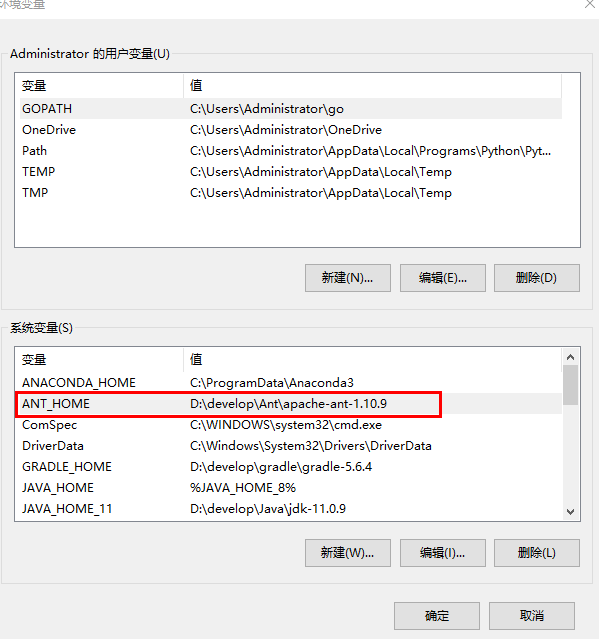 环境变量
Administrator 的用户变量(U)
变量 值
GOPATH C:\Users\Administrator\go
OneDrive C:\Users\Administrator\OneDrive
Path C:\Users\Administrator\AppData\Local\Programs\Python\Pyt...
TEMP C:\Users\Administrator\AppData\Local\Temp
TMP C:\Users\Administrator\AppData\Local\Temp
新建(N)... 编辑(E)... 删除(D)
系统变量(S)
变量 值
ANACONDA_HOME C:\ProgramData\Anaconda3
ANT_HOME D:\develop\Ant\apache-ant-1.10.9
ComSpec C:\WINDOWS\system32\cmd.exe
DriverData C:\Windows\System32\Drivers\DriverData
GRADLE_HOME D:\develop\gradle\gradle-5.6.4
JAVA_HOME %JAVA_HOME_8%
JAVA_HOME_11 D:\develop\Java\jdk-11.0.9
新建(W)... 编辑(I)... 删除(L)
确定 取消